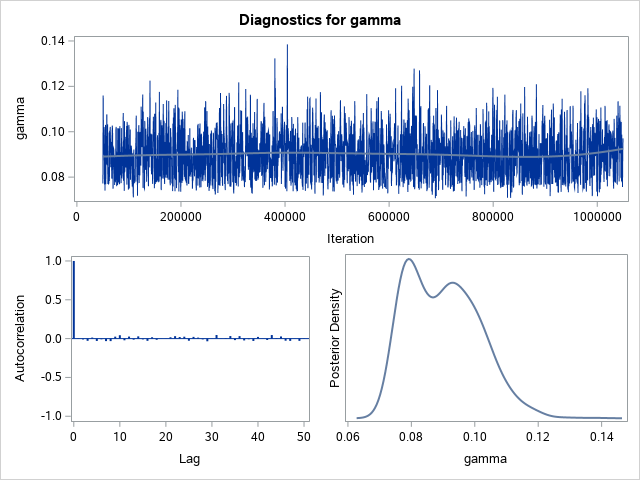 Diagnostics for gamma
0.14
0.12
0.10
0.08
gamma
0 200000 400000 600000 800000 1000000
Iteration
1.0
0.5
0.0
-0.5
-1.0
Autocorrelation
0 10 20 30 40 50
Lag
Posterior Density
0.06 0.08 0.10 0.12 0.14
gamma